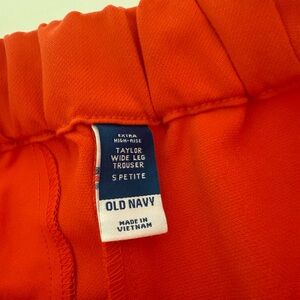 EXTRA
HIGH-RISE
TAYLOR
WIDE LEG
TROUSER
S PETITE
OLD NAVY
MADE IN
VIETNAM